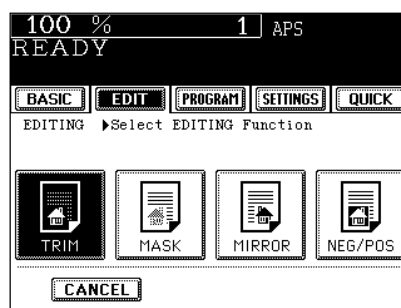 100 % 1 APS
READY
BASIC EDIT PROGRAM SETTINGS QUICK
EDITING ▶Select EDITING Function
TRIM MASK MIRROR NEG/POS
CANCEL